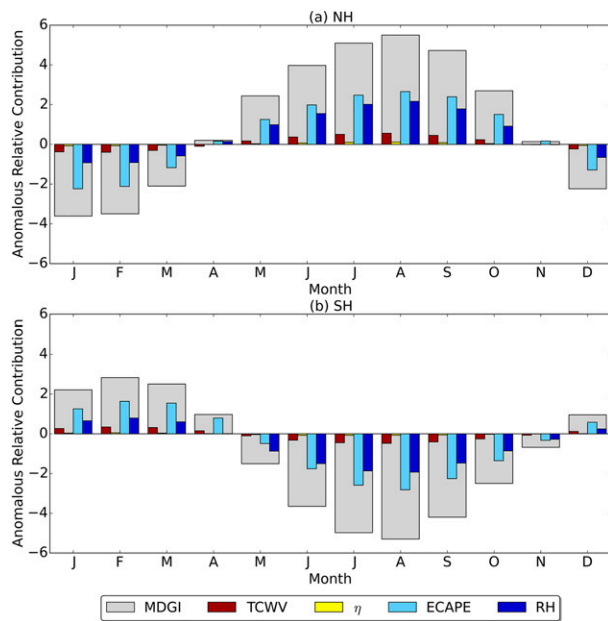 (a) NH
Anomalous Relative Contribution
6
4
2
0
−2
−4
−6
J F M A M J J A S O N D
Month
(b) SH
Anomalous Relative Contribution
6
4
2
0
−2
−4
−6
J F M A M J J A S O N D
Month
MDGI TCWV η ECAPE RH